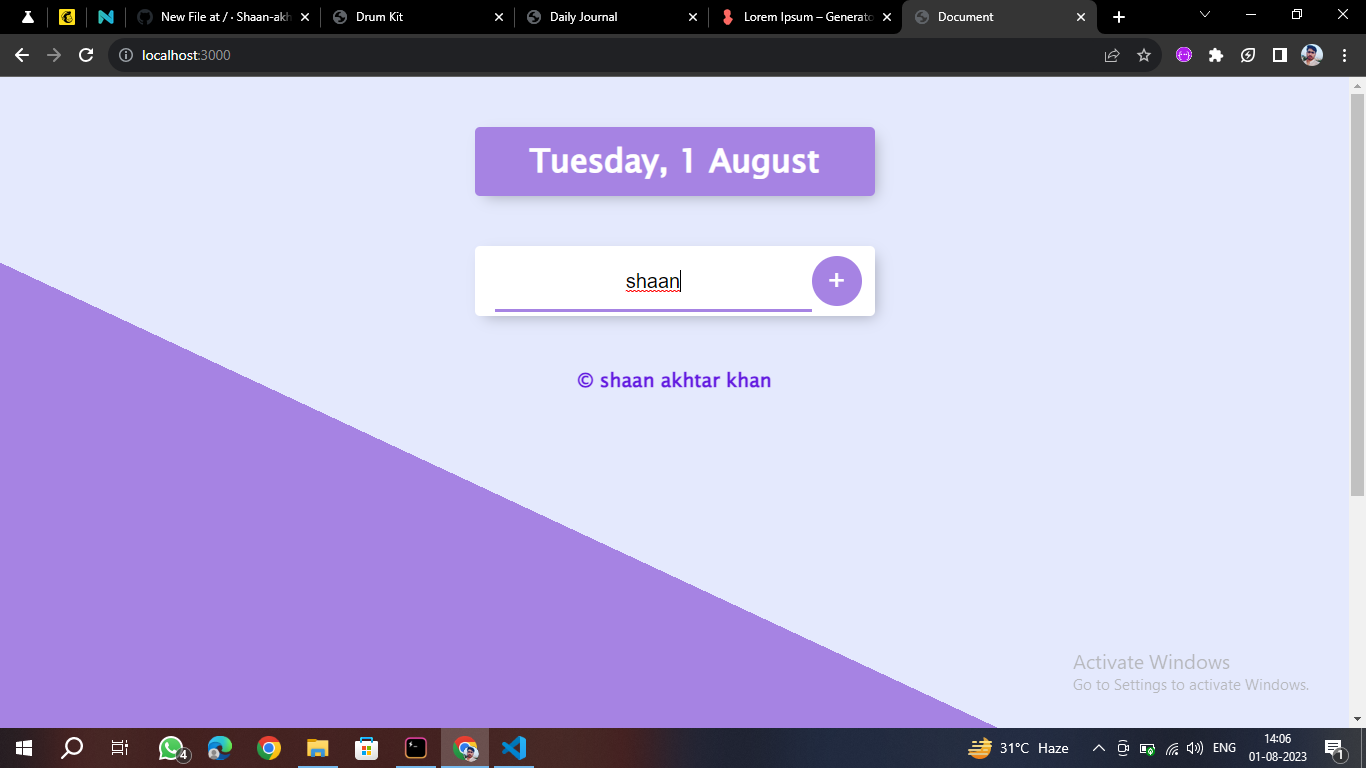 New File at / · Shaan-akh
Drum Kit
Daily Journal
Lorem Ipsum – Generato
Document
localhost:3000
Tuesday, 1 August
shaan
+
© shaan akhtar khan
Activate Windows
Go to Settings to activate Windows.
4
31°C Haze
ENG
14:06
01-08-2023
1